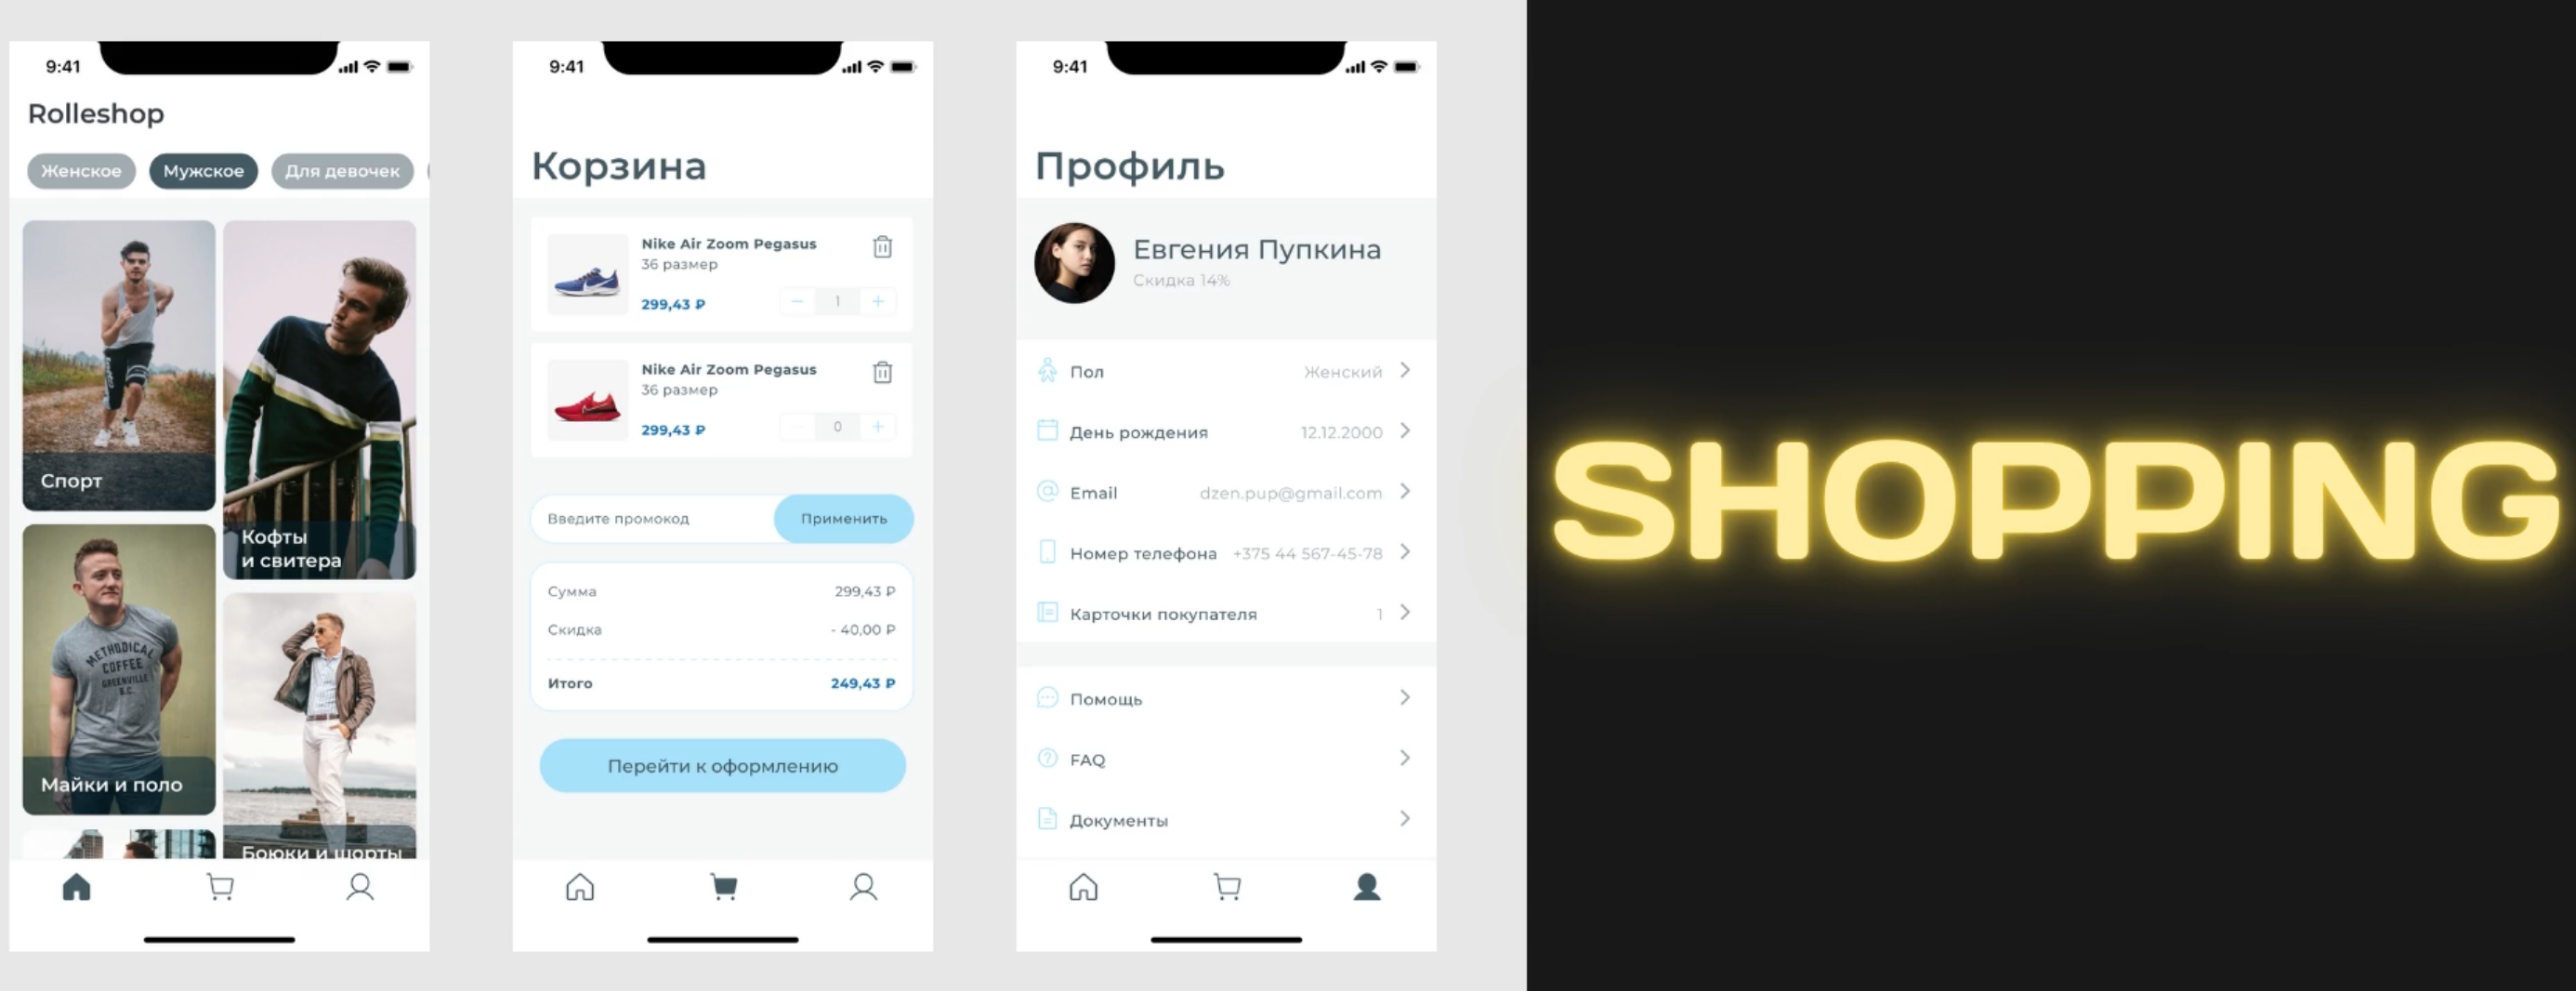 9:41
Rolleshop
Женское
Мужское
Для девочек
Спорт
Кофты
и свитера
METHODICAL
COFFEE
GREENVILLE
S.C.
Майки и поло
Боюки и шорты
9:41
Корзина
Nike Air Zoom Pegasus
36 размер
299,43 ₽
1
Nike Air Zoom Pegasus
36 размер
299,43 ₽
0
Введите промокод
Применить
Сумма 299,43 ₽
Скидка - 40,00 ₽
Итого 249,43 ₽
Перейти к оформлению
9:41
Профиль
Евгения Пупкина
Скидка 14%
Пол Женский
День рождения 12.12.2000
Email dzen.pup@gmail.com
Номер телефона +375 44 567-45-78
Карточки покупателя 1
Помощь
FAQ
Документы
SHOPPING